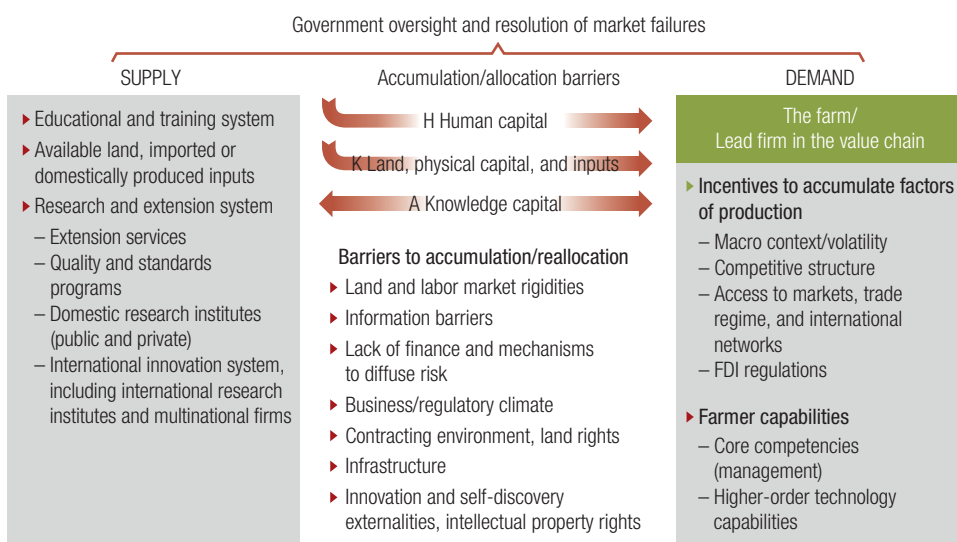 Government oversight and resolution of market failures
SUPPLY
Educational and training system
Available land, imported or
domestically produced inputs
Research and extension system
– Extension services
– Quality and standards
programs
– Domestic research institutes
(public and private)
– International innovation system,
including international research
institutes and multinational firms
Accumulation/allocation barriers
H Human capital
K Land, physical capital, and inputs
A Knowledge capital
Barriers to accumulation/reallocation
Land and labor market rigidities
Information barriers
Lack of finance and mechanisms
to diffuse risk
Business/regulatory climate
Contracting environment, land rights
Infrastructure
Innovation and self-discovery
externalities, intellectual property rights
DEMAND
The farm/
Lead firm in the value chain
Incentives to accumulate factors
of production
– Macro context/volatility
– Competitive structure
– Access to markets, trade
regime, and international
networks
– FDI regulations
Farmer capabilities
– Core competencies
(management)
– Higher-order technology
capabilities